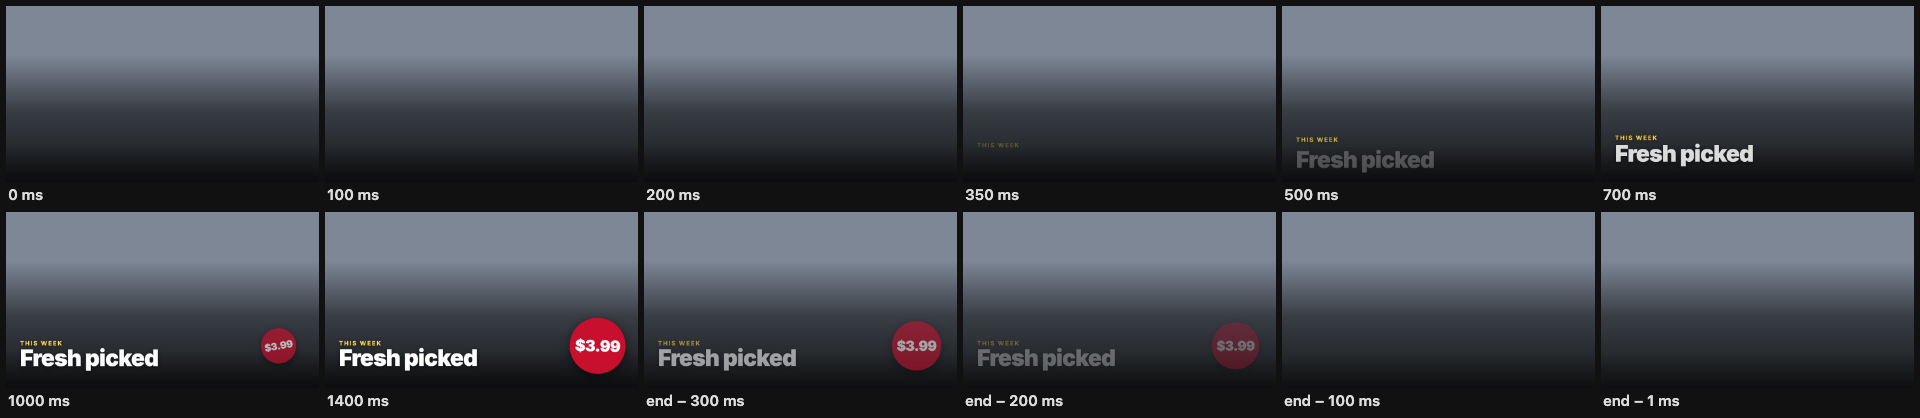 0 ms
100 ms
200 ms
THIS WEEK
350 ms
THIS WEEK
Fresh picked
500 ms
THIS WEEK
Fresh picked
700 ms
THIS WEEK
Fresh picked
$3.99
1000 ms
THIS WEEK
Fresh picked
$3.99
1400 ms
THIS WEEK
Fresh picked
$3.99
end – 300 ms
THIS WEEK
Fresh picked
$3.99
end – 200 ms
end – 100 ms
end – 1 ms